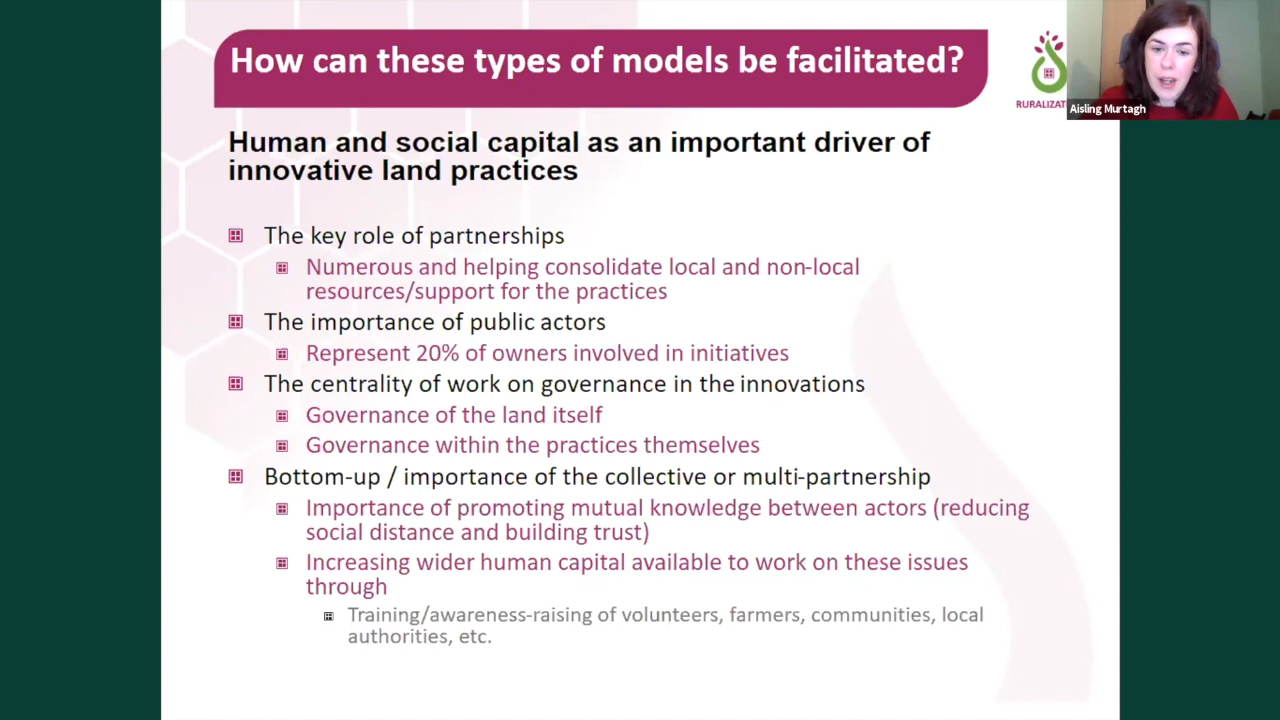 How can these types of models be facilitated?
RURALIZAT
Aisling Murtagh
Human and social capital as an important driver of
innovative land practices
The key role of partnerships
Numerous and helping consolidate local and non-local
resources/support for the practices
The importance of public actors
Represent 20% of owners involved in initiatives
The centrality of work on governance in the innovations
Governance of the land itself
Governance within the practices themselves
Bottom-up / importance of the collective or multi-partnership
Importance of promoting mutual knowledge between actors (reducing
social distance and building trust)
Increasing wider human capital available to work on these issues
through
Training/awareness-raising of volunteers, farmers, communities, local
authorities, etc.